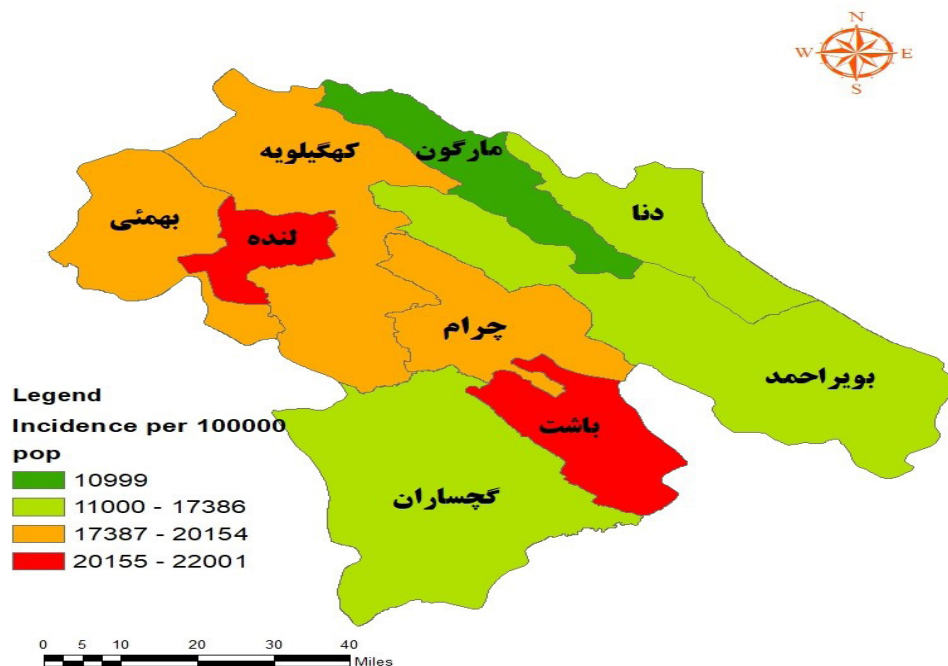 N
W E
S
کهگیلویه
مارگون
دنا
بهمئی
لنده
چرام
بویراحمد
باشت
گچساران
Legend
Incidence per 100000
pop
10999
11000 - 17386
17387 - 20154
20155 - 22001
0 5 10 20 30 40
Miles